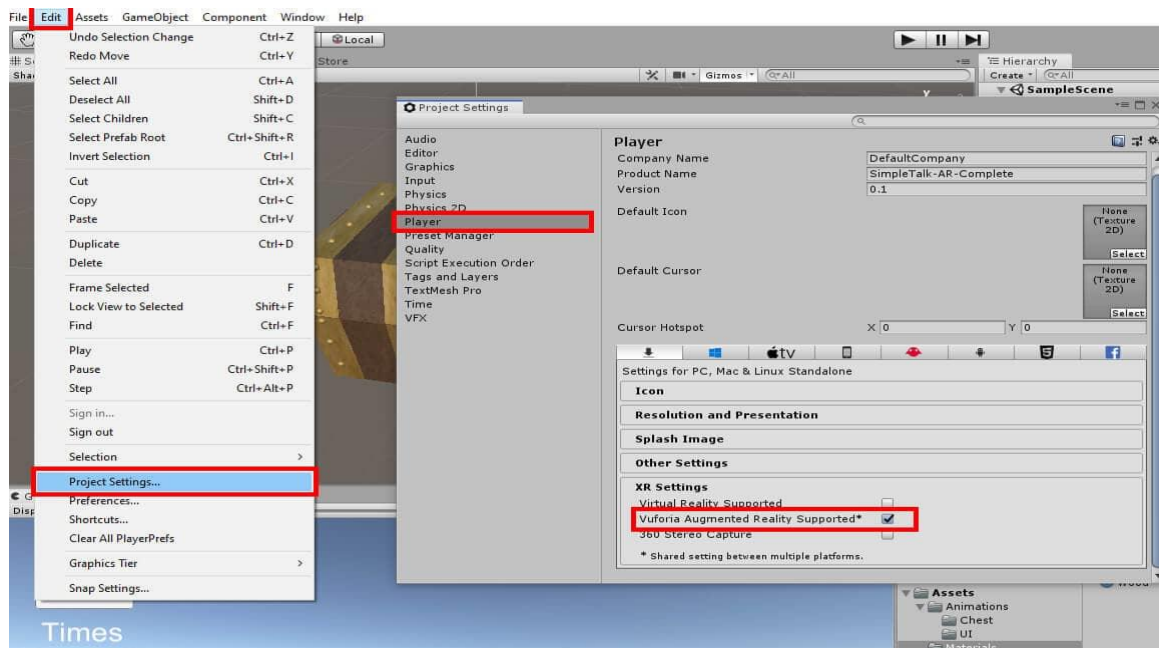 File Edit Assets GameObject Component Window Help
Undo Selection Change Ctrl+Z
Redo Move Ctrl+Y
Select All Ctrl+A
Deselect All Shift+D
Select Children Shift+C
Select Prefab Root Ctrl+Shift+R
Invert Selection Ctrl+I
Cut Ctrl+X
Copy Ctrl+C
Paste Ctrl+V
Duplicate Ctrl+D
Delete
Frame Selected F
Lock View to Selected Shift+F
Find Ctrl+F
Play Ctrl+P
Pause Ctrl+Shift+P
Step Ctrl+Alt+P
Sign in...
Sign out
Selection >
Project Settings...
Preferences...
Shortcuts...
Clear All PlayerPrefs
Graphics Tier >
Snap Settings...
Times
Local
Store
Gizmos All
Hierarchy
Create All
SampleScene
Project Settings
Audio
Editor
Graphics
Input
Physics
Physics 2D
Player
Preset Manager
Quality
Script Execution Order
Tags and Layers
TextMesh Pro
Time
VFX
Player
Company Name DefaultCompany
Product Name SimpleTalk-AR-Complete
Version 0.1
Default Icon
None
(Texture
2D)
Select
Default Cursor
None
(Texture
2D)
Select
Cursor Hotspot X 0 Y 0
tv
Settings for PC, Mac & Linux Standalone
Icon
Resolution and Presentation
Splash Image
Other Settings
XR Settings
Virtual Reality Supported
Vuforia Augmented Reality Supported*
360 Stereo Capture
* Shared setting between multiple platforms.
Assets
Animations
Chest
UI
Materials